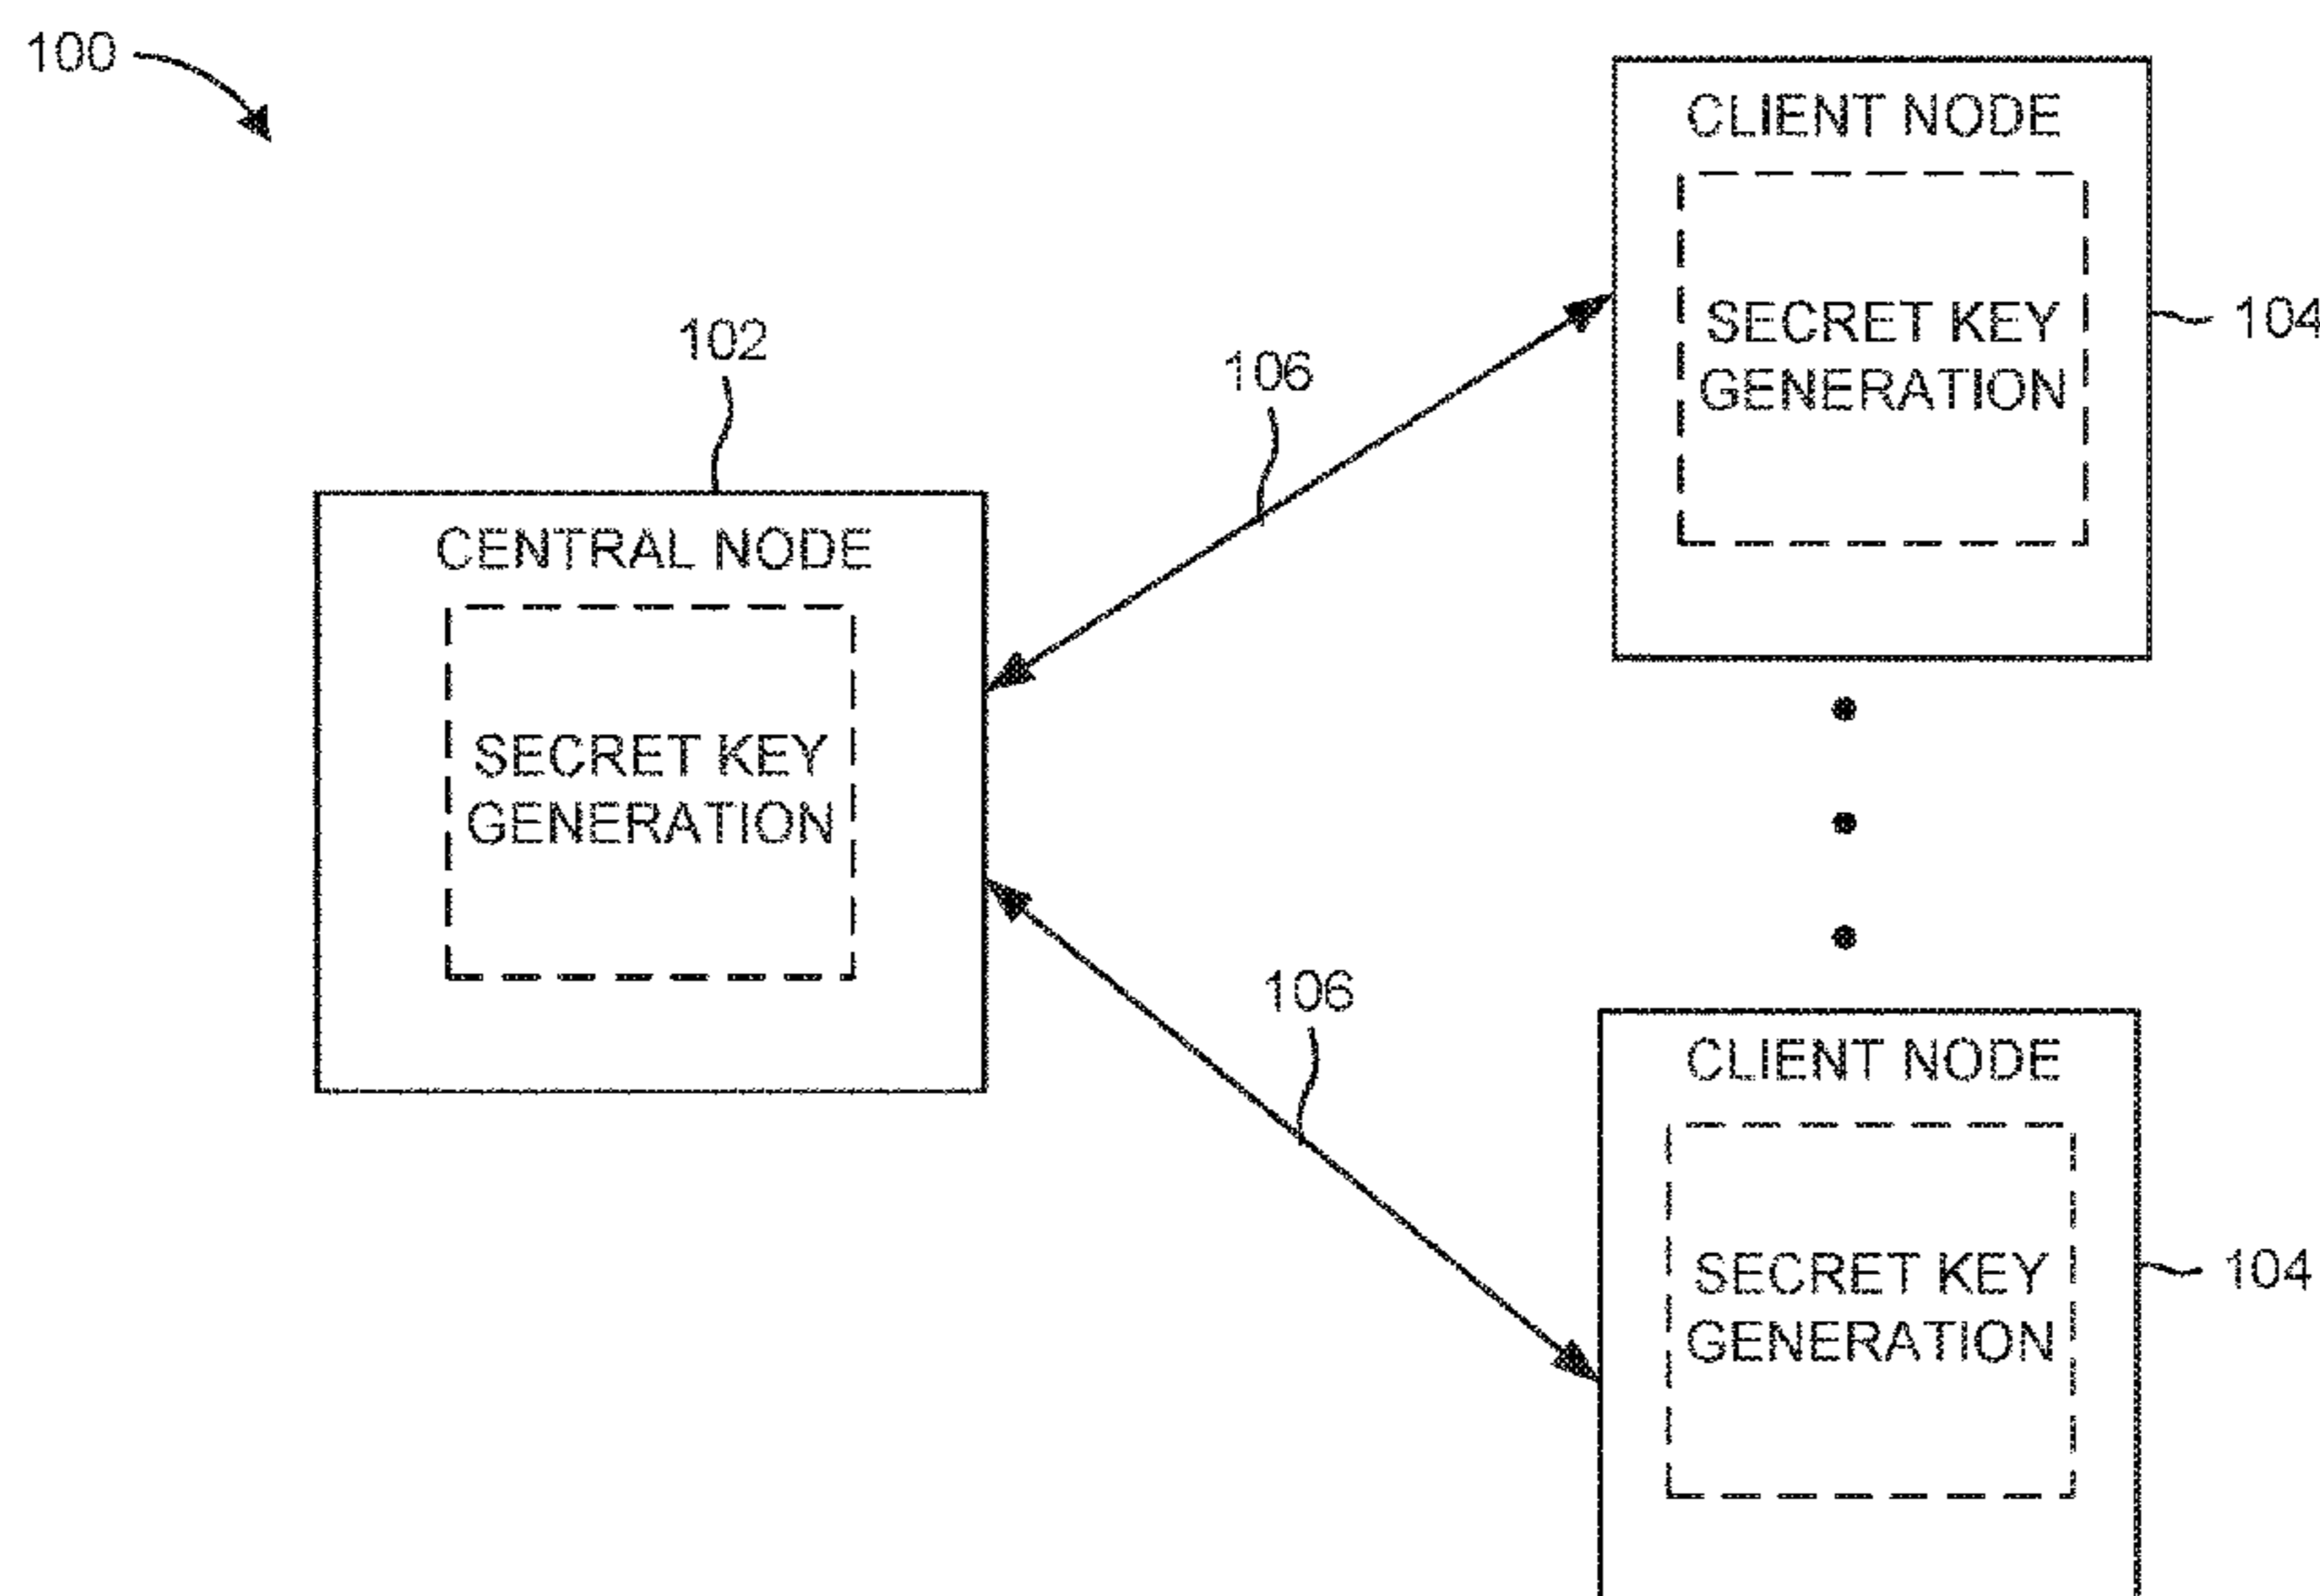 100
CLIENT NODE
SECRET KEY
GENERATION
104
102
106
CENTRAL NODE
SECRET KEY
GENERATION
106
CLIENT NODE
SECRET KEY
GENERATION
104